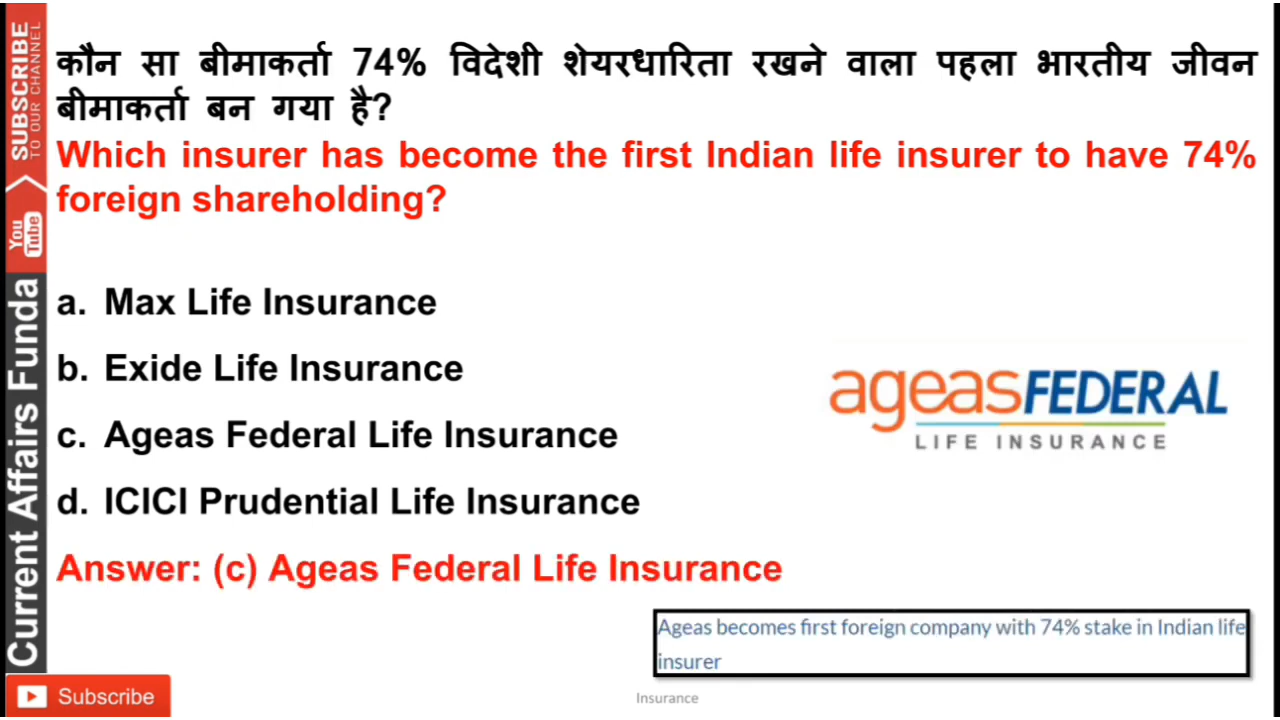 कौन सा बीमाकर्ता 74% विदेशी शेयरधारिता रखने वाला पहला भारतीय जीवन
बीमाकर्ता बन गया है?
Which insurer has become the first Indian life insurer to have 74%
foreign shareholding?
a. Max Life Insurance
b. Exide Life Insurance
c. Ageas Federal Life Insurance
d. ICICI Prudential Life Insurance
Answer: (c) Ageas Federal Life Insurance
ageas FEDERAL
LIFE INSURANCE
Ageas becomes first foreign company with 74% stake in Indian life
insurer
Insurance
SUBSCRIBE
TO OUR CHANNEL
You
Tube
Current Affairs Funda
Subscribe